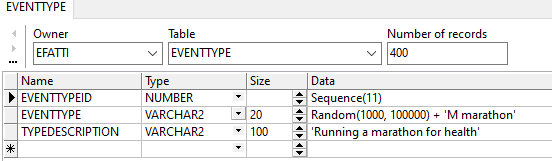 EVENTTYPE
Owner Table Number of records
... EFATTI EVENTTYPE 400
Name Type Size Data
EVENTTYPEID NUMBER Sequence(11)
EVENTTYPE VARCHAR2 20 Random(1000, 100000) + 'M marathon'
TYPEDESCRIPTION VARCHAR2 100 'Running a marathon for health'